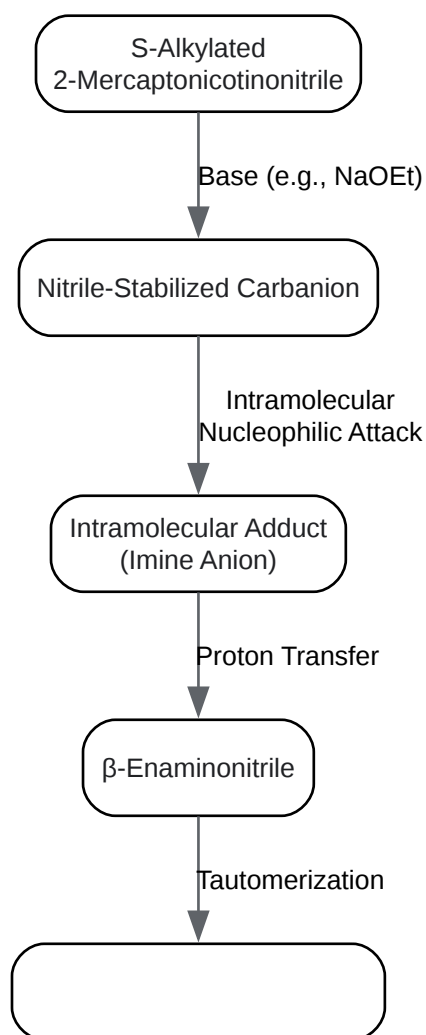 S-Alkylated
2-Mercaptonicotinonitrile
Base (e.g., NaOEt)
Nitrile-Stabilized Carbanion
Intramolecular
Nucleophilic Attack
Intramolecular Adduct
(Imine Anion)
Proton Transfer
β-Enaminonitrile
Tautomerization